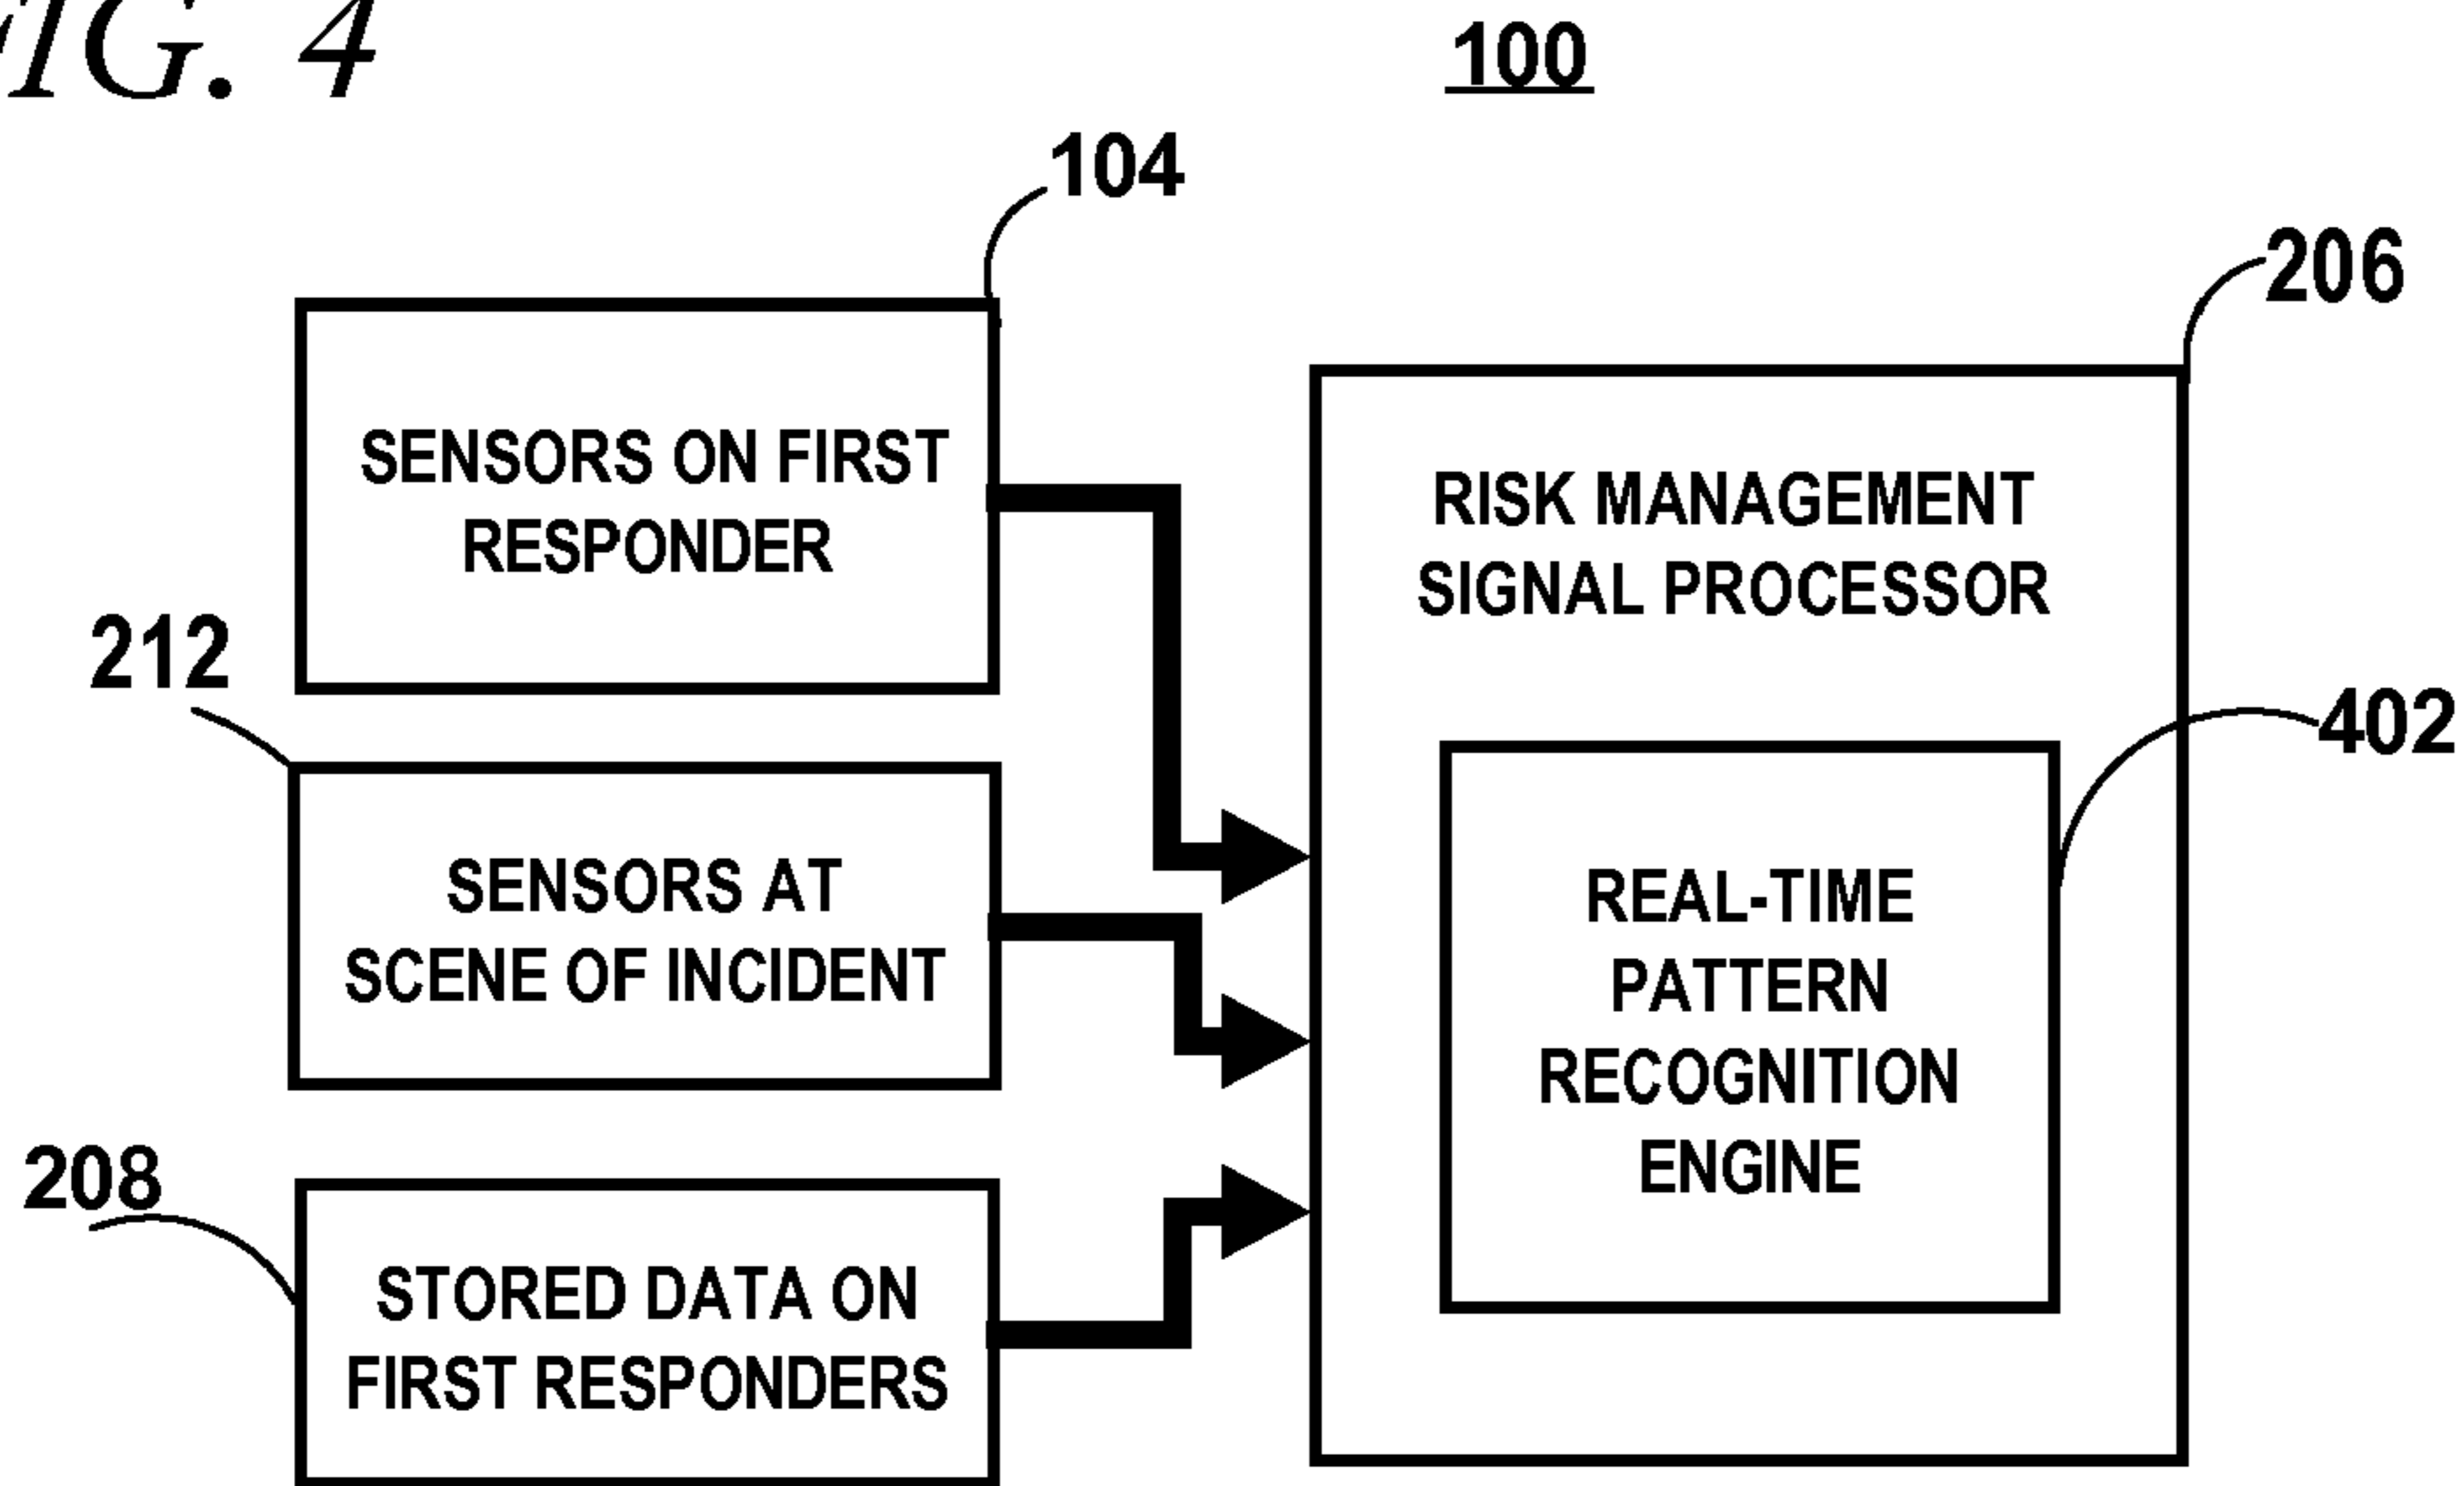 FIG. 4
100
104
SENSORS ON FIRST
RESPONDER
206
RISK MANAGEMENT
SIGNAL PROCESSOR
212
SENSORS AT
SCENE OF INCIDENT
402
REAL-TIME
PATTERN
RECOGNITION
ENGINE
208
STORED DATA ON
FIRST RESPONDERS